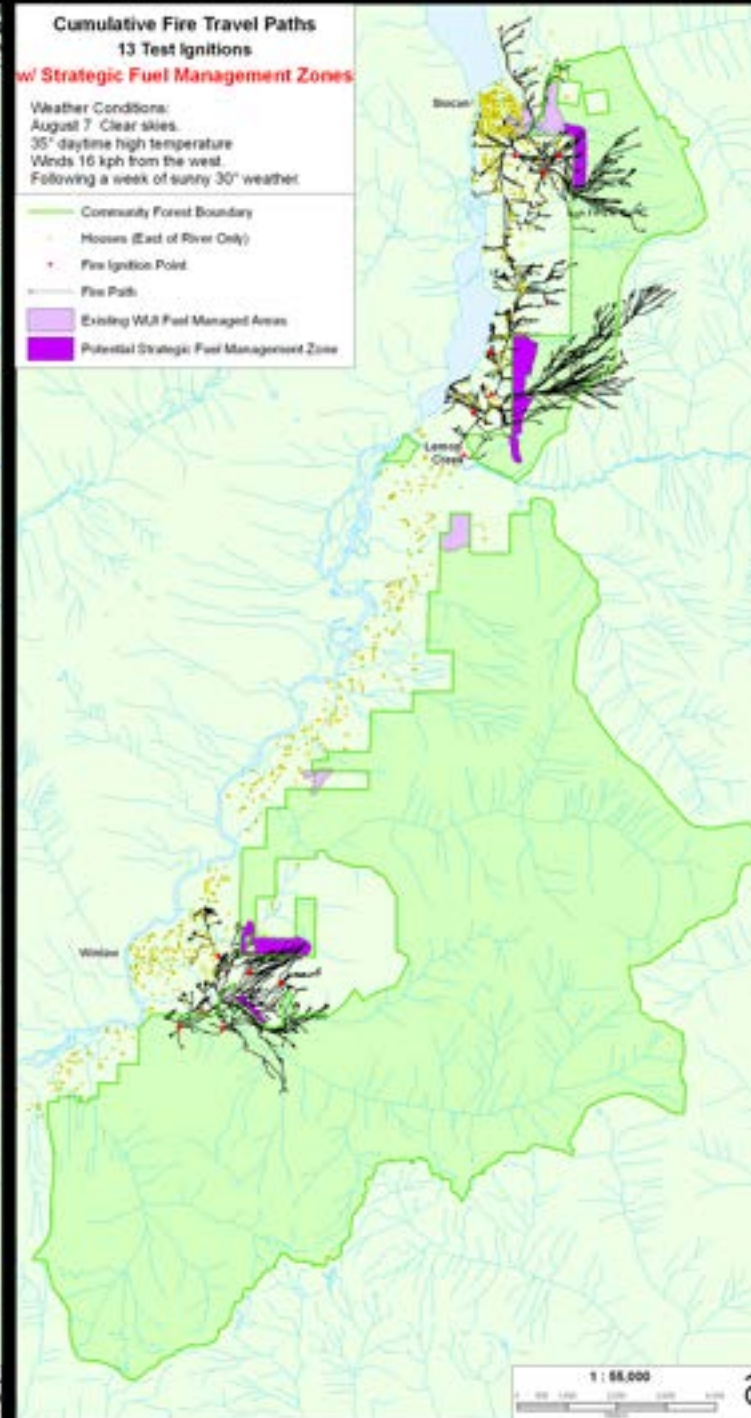 Cumulative Fire Travel Paths
13 Test Ignitions
w/ Strategic Fuel Management Zones
Weather Conditions:
August 7 Clear skies.
35° daytime high temperature
Winds 16 kph from the west.
Following a week of sunny 30° weather.
Community Forest Boundary
Houses (East of River Only)
Fire Ignition Point
Fire Path
Existing WUI Fuel Managed Areas
Potential Strategic Fuel Management Zone
Slocan
Lemon
Creek
Winlaw
1 : 55,000